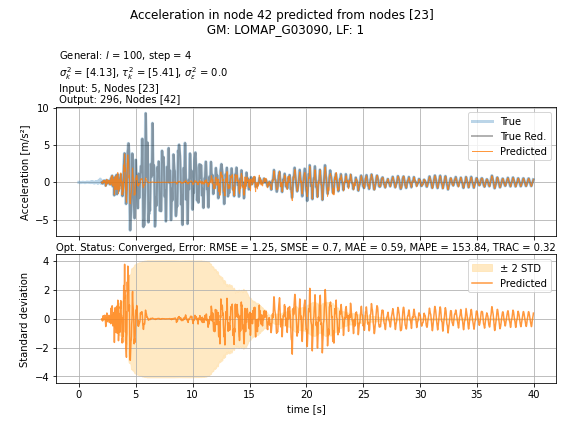 Acceleration in node 42 predicted from nodes [23]
GM: LOMAP_G03090, LF: 1
General: l = 100, step = 4
σ²ₖ = [4.13], τ²ₖ = [5.41], σ²ₑ = 0.0
Input: 5, Nodes [23]
Output: 296, Nodes [42]
10
5
0
−5
Acceleration [m/s²]
True
True Red.
Predicted
Opt. Status: Converged, Error: RMSE = 1.25, SMSE = 0.7, MAE = 0.59, MAPE = 153.84, TRAC = 0.32
4
2
0
−2
−4
Standard deviation
± 2 STD
Predicted
0 5 10 15 20 25 30 35 40
time [s]